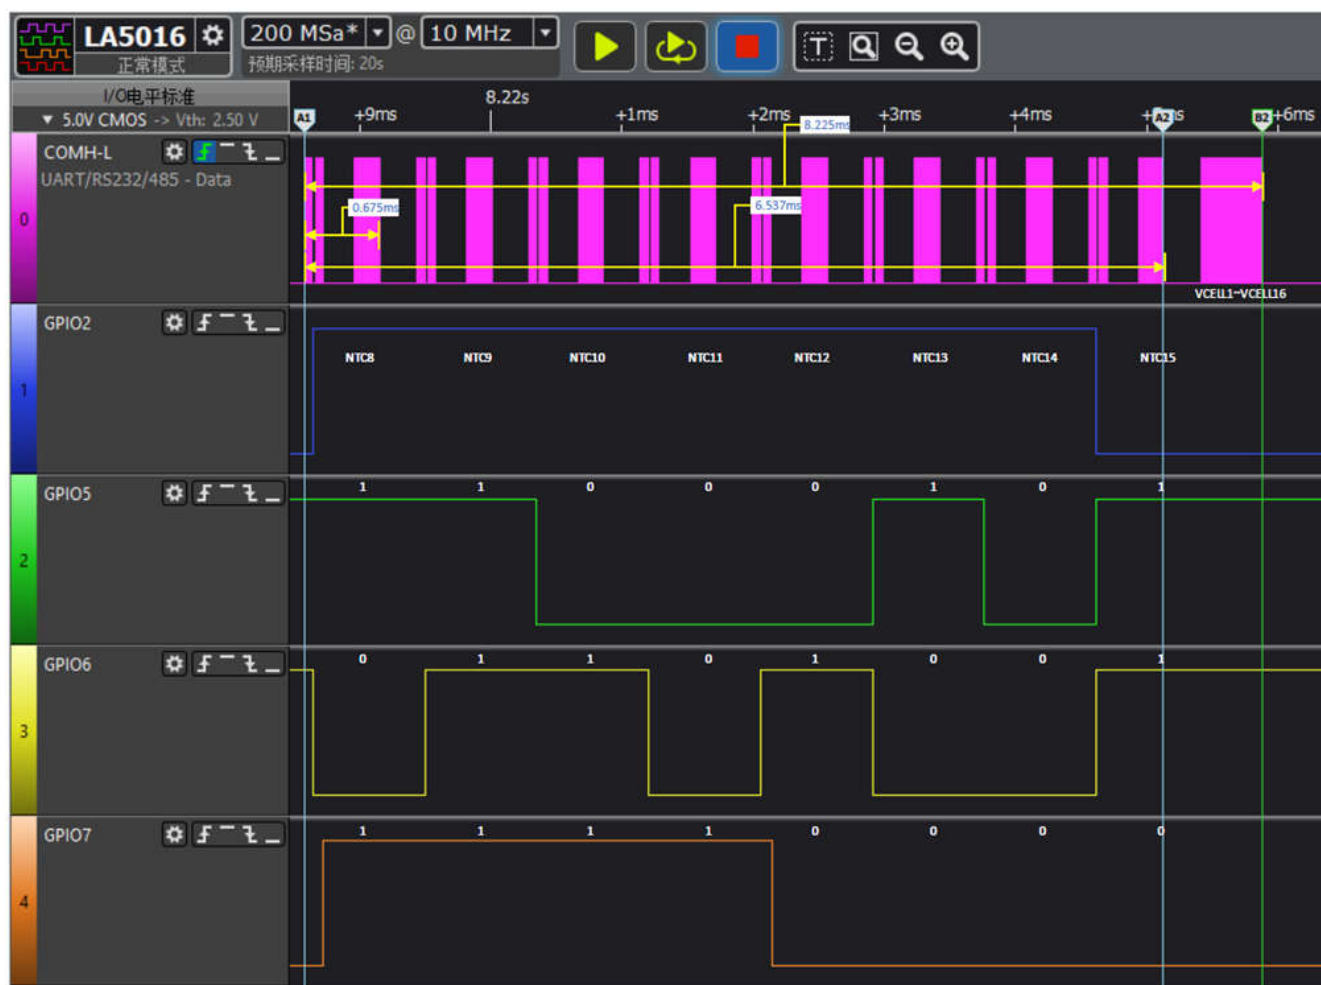 LA5016
正常模式
200 MSa* @ 10 MHz
预期采样时间: 20s
I/O电平标准
▼ 5.0V CMOS -> Vth: 2.50 V
8.22s
A1 +9ms +1ms +2ms +3ms +4ms A2 B2 +6ms
8.225ms
0
COMH-L
UART/RS232/485 - Data
0.675ms
6.537ms
VCELL1~VCELL16
1
GPIO2
NTC8 NTC9 NTC10 NTC11 NTC12 NTC13 NTC14 NTC15
2
GPIO5
1 1 0 0 0 1 0 1
3
GPIO6
0 1 1 0 1 0 0 1
4
GPIO7
1 1 1 1 0 0 0 0